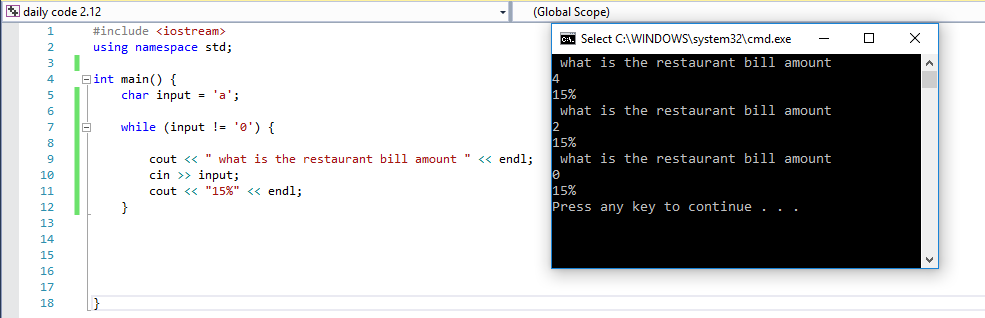 daily code 2.12 (Global Scope)
1 #include <iostream>
2 using namespace std;
3
4 int main() {
5 char input = 'a';
6
7 while (input != '0') {
8
9 cout << " what is the restaurant bill amount " << endl;
10 cin >> input;
11 cout << "15%" << endl;
12 }
13
14
15
16
17
18 }
Select C:\WINDOWS\system32\cmd.exe
what is the restaurant bill amount
4
15%
what is the restaurant bill amount
2
15%
what is the restaurant bill amount
0
15%
Press any key to continue . . .